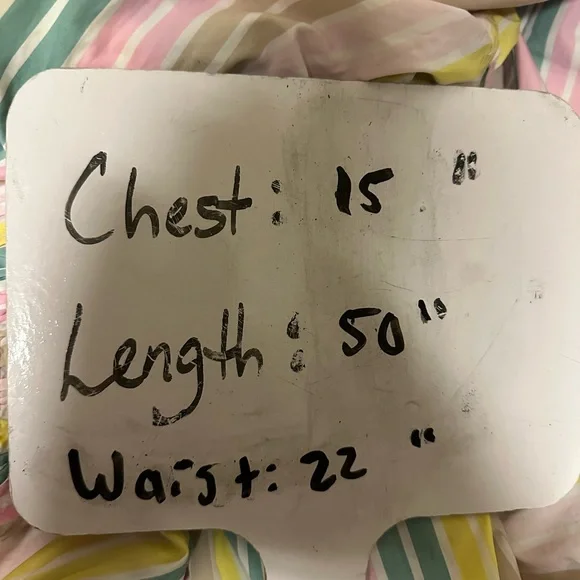 Chest: 15 "
Length: 50"
Waist: 22 "